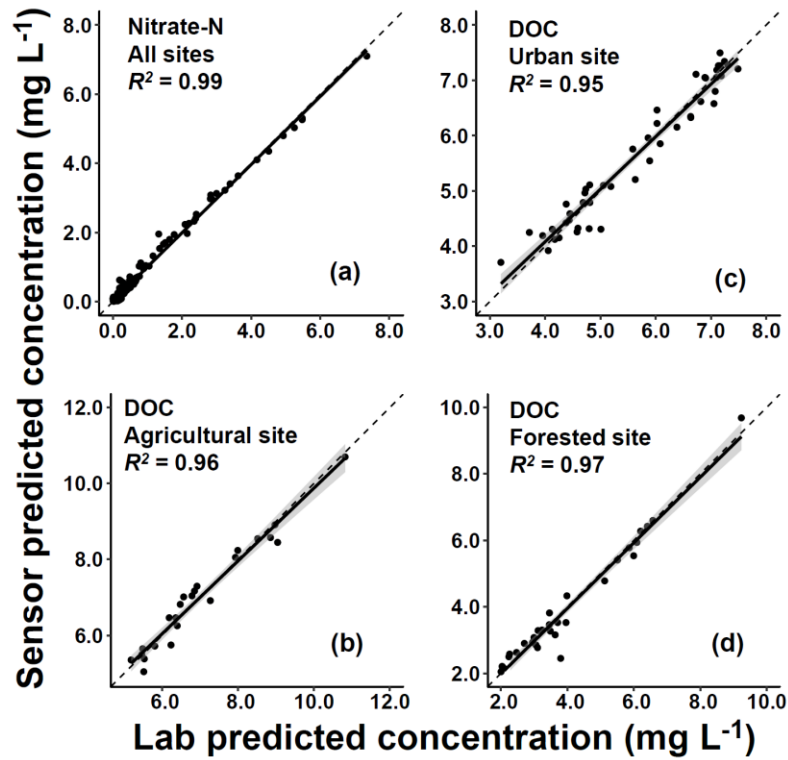 Sensor predicted concentration (mg L-1)
8.0
6.0
4.0
2.0
0.0
Nitrate-N
All sites
R2 = 0.99
(a)
0.0 2.0 4.0 6.0 8.0
8.0
7.0
6.0
5.0
4.0
3.0
DOC
Urban site
R2 = 0.95
(c)
3.0 4.0 5.0 6.0 7.0 8.0
12.0
10.0
8.0
6.0
DOC
Agricultural site
R2 = 0.96
(b)
6.0 8.0 10.0 12.0
10.0
8.0
6.0
4.0
2.0
DOC
Forested site
R2 = 0.97
(d)
2.0 4.0 6.0 8.0 10.0
Lab predicted concentration (mg L-1)